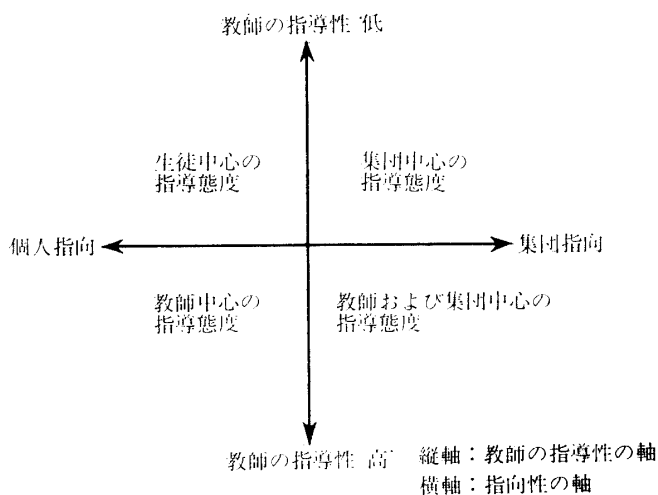 教師の指導性 低
生徒中心の
指導態度
集団中心の
指導態度
個人指向
集団指向
教師中心の
指導態度
教師および集団中心の
指導態度
教師の指導性 高
縦軸：教師の指導性の軸
横軸：指向性の軸